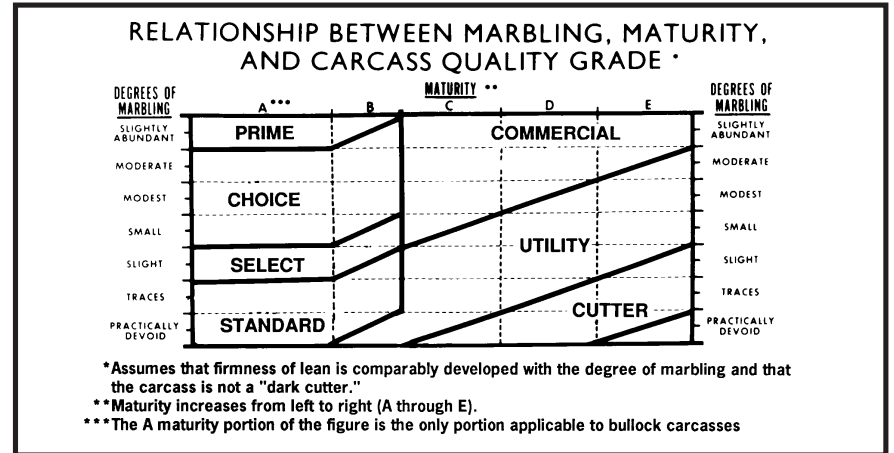 RELATIONSHIP BETWEEN MARBLING, MATURITY,
AND CARCASS QUALITY GRADE *
DEGREES OF
MARBLING
MATURITY **
DEGREES OF
MARBLING
A*** B C D E
SLIGHTLY
ABUNDANT
PRIME
COMMERCIAL
SLIGHTLY
ABUNDANT
MODERATE
MODERATE
MODEST
CHOICE
MODEST
SMALL
SMALL
UTILITY
SLIGHT
SELECT
SLIGHT
TRACES
TRACES
CUTTER
PRACTICALLY
DEVOID
STANDARD
PRACTICALLY
DEVOID
*Assumes that firmness of lean is comparably developed with the degree of marbling and that
the carcass is not a "dark cutter."
**Maturity increases from left to right (A through E).
***The A maturity portion of the figure is the only portion applicable to bullock carcasses